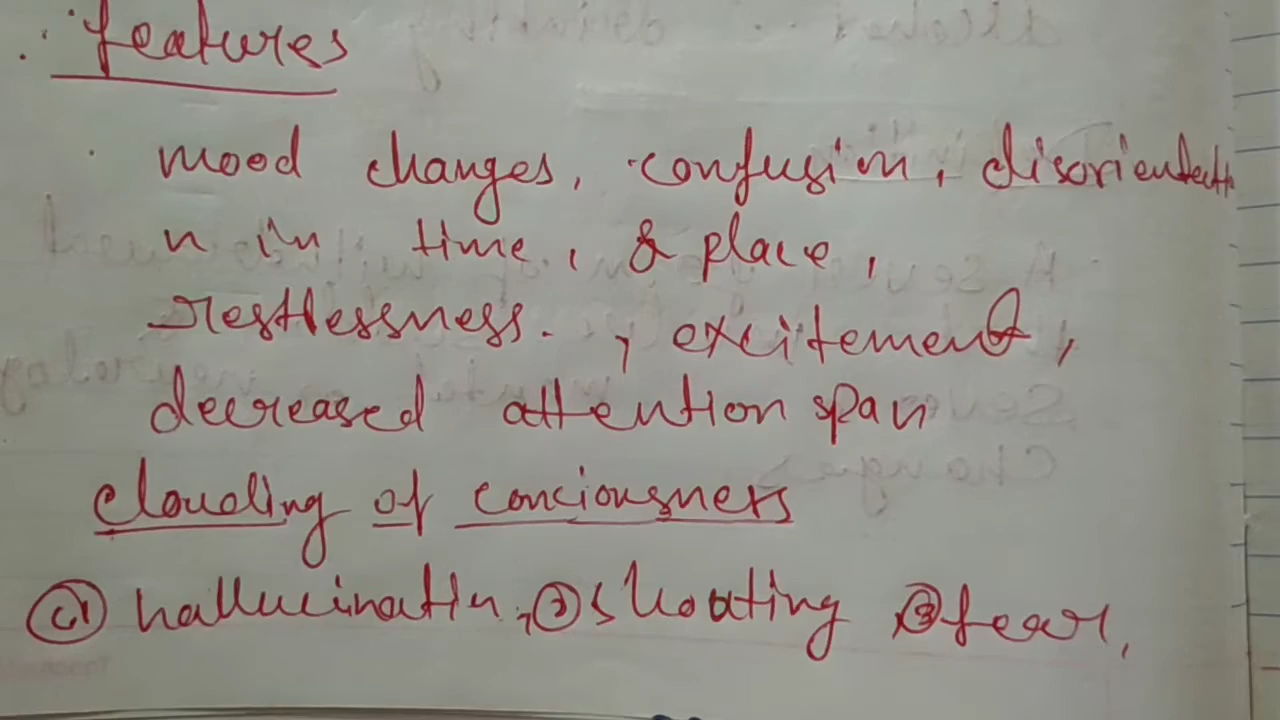 ∴ features
· mood changes, confusion, disorientatio
n in time, & place,
restlessness. , excitement,
decreased attention span
clouding of conciousness
① hallucination, ② shouting ③ fear,